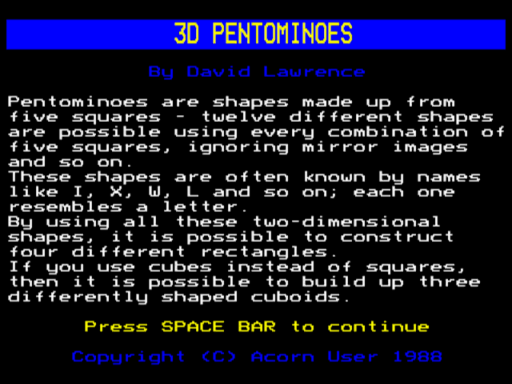 3D PENTOMINOES
By David Lawrence
Pentominoes are shapes made up from
five squares - twelve different shapes
are possible using every combination of
five squares, ignoring mirror images
and so on.
These shapes are often known by names
like I, X, W, L and so on; each one
resembles a letter.
By using all these two-dimensional
shapes, it is possible to construct
four different rectangles.
If you use cubes instead of squares,
then it is possible to build up three
differently shaped cuboids.
Press SPACE BAR to continue
Copyright (C) Acorn User 1988